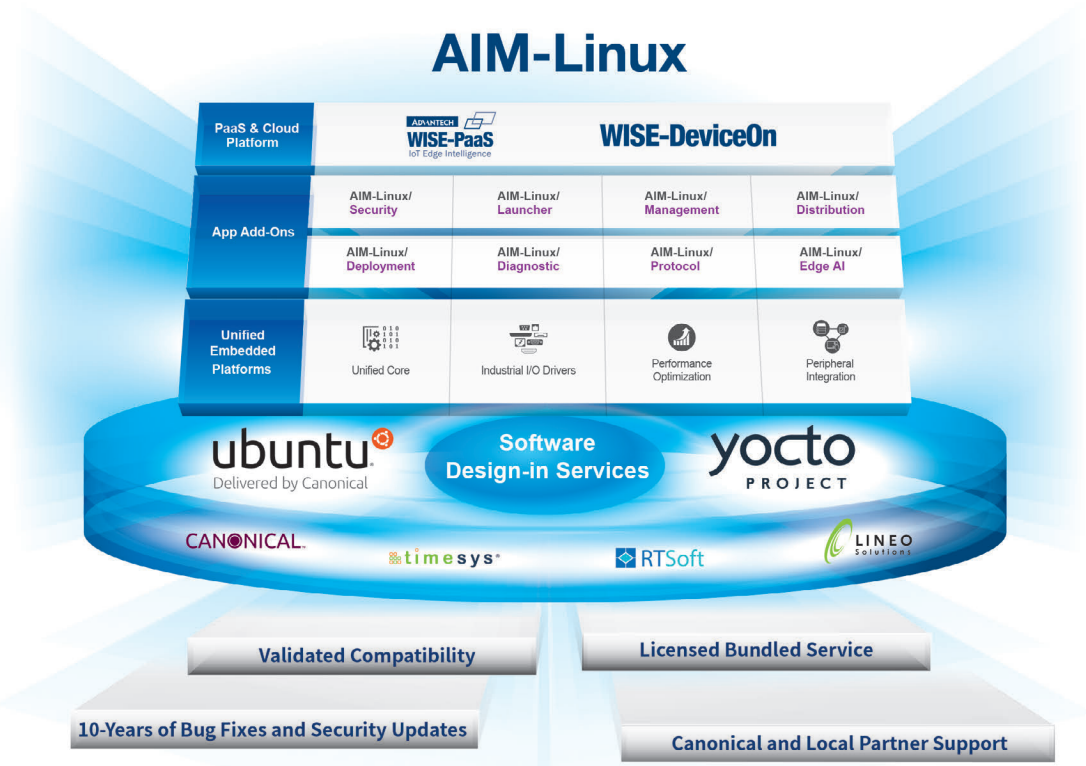 AIM-Linux
PaaS & Cloud
Platform
ADVANTECH
WISE-PaaS
IoT Edge Intelligence
WISE-DeviceOn
App Add-Ons
AIM-Linux/
Security
AIM-Linux/
Launcher
AIM-Linux/
Management
AIM-Linux/
Distribution
AIM-Linux/
Deployment
AIM-Linux/
Diagnostic
AIM-Linux/
Protocol
AIM-Linux/
Edge AI
Unified
Embedded
Platforms
010
101
010
101
Unified Core
Industrial I/O Drivers
Performance
Optimization
Peripheral
Integration
ubuntu
Delivered by Canonical
Software
Design-in Services
yocto
PROJECT
CANONICAL
timesys
RTSoft
LINEO
Solutions
Validated Compatibility
Licensed Bundled Service
10-Years of Bug Fixes and Security Updates
Canonical and Local Partner Support